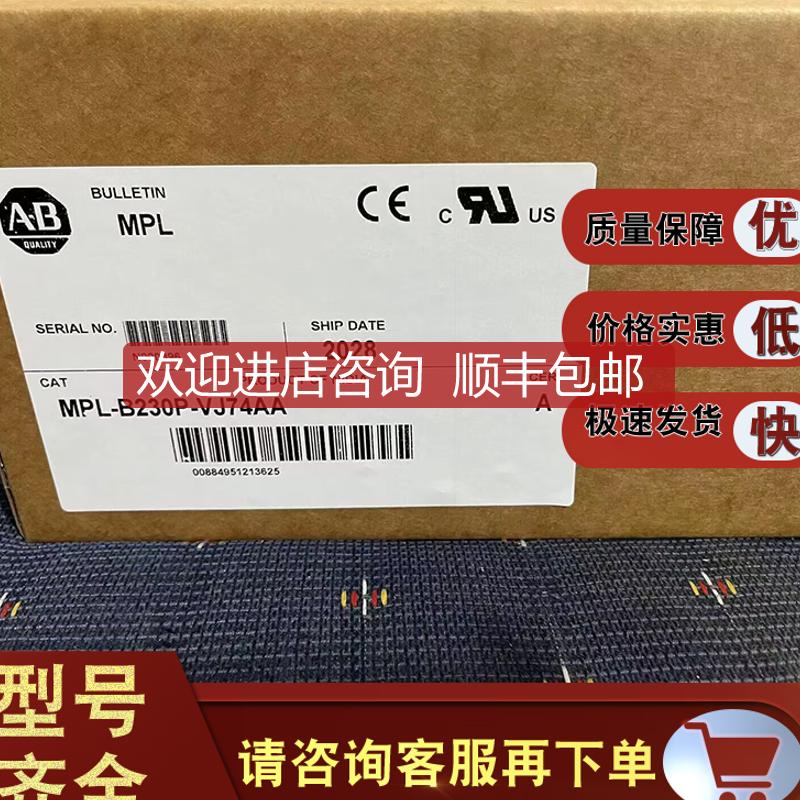 A-B
QUALITY
BULLETIN
MPL
CE
C
US
质量保障
优
SERIAL NO.
SHIP DATE
2028
价格实惠
低
欢迎进店咨询 顺丰包邮
CAT
MPL-B230P-VJ74AA
A
极速发货
快
00884951213625
型号
齐全
请咨询客服再下单